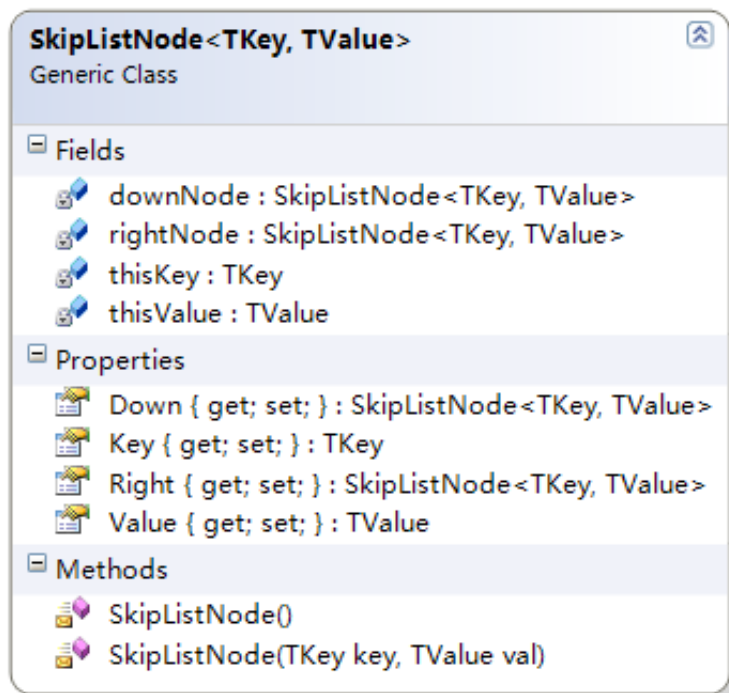 SkipListNode<TKey, TValue>
Generic Class
Fields
downNode : SkipListNode<TKey, TValue>
rightNode : SkipListNode<TKey, TValue>
thisKey : TKey
thisValue : TValue
Properties
Down { get; set; } : SkipListNode<TKey, TValue>
Key { get; set; } : TKey
Right { get; set; } : SkipListNode<TKey, TValue>
Value { get; set; } : TValue
Methods
SkipListNode()
SkipListNode(TKey key, TValue val)